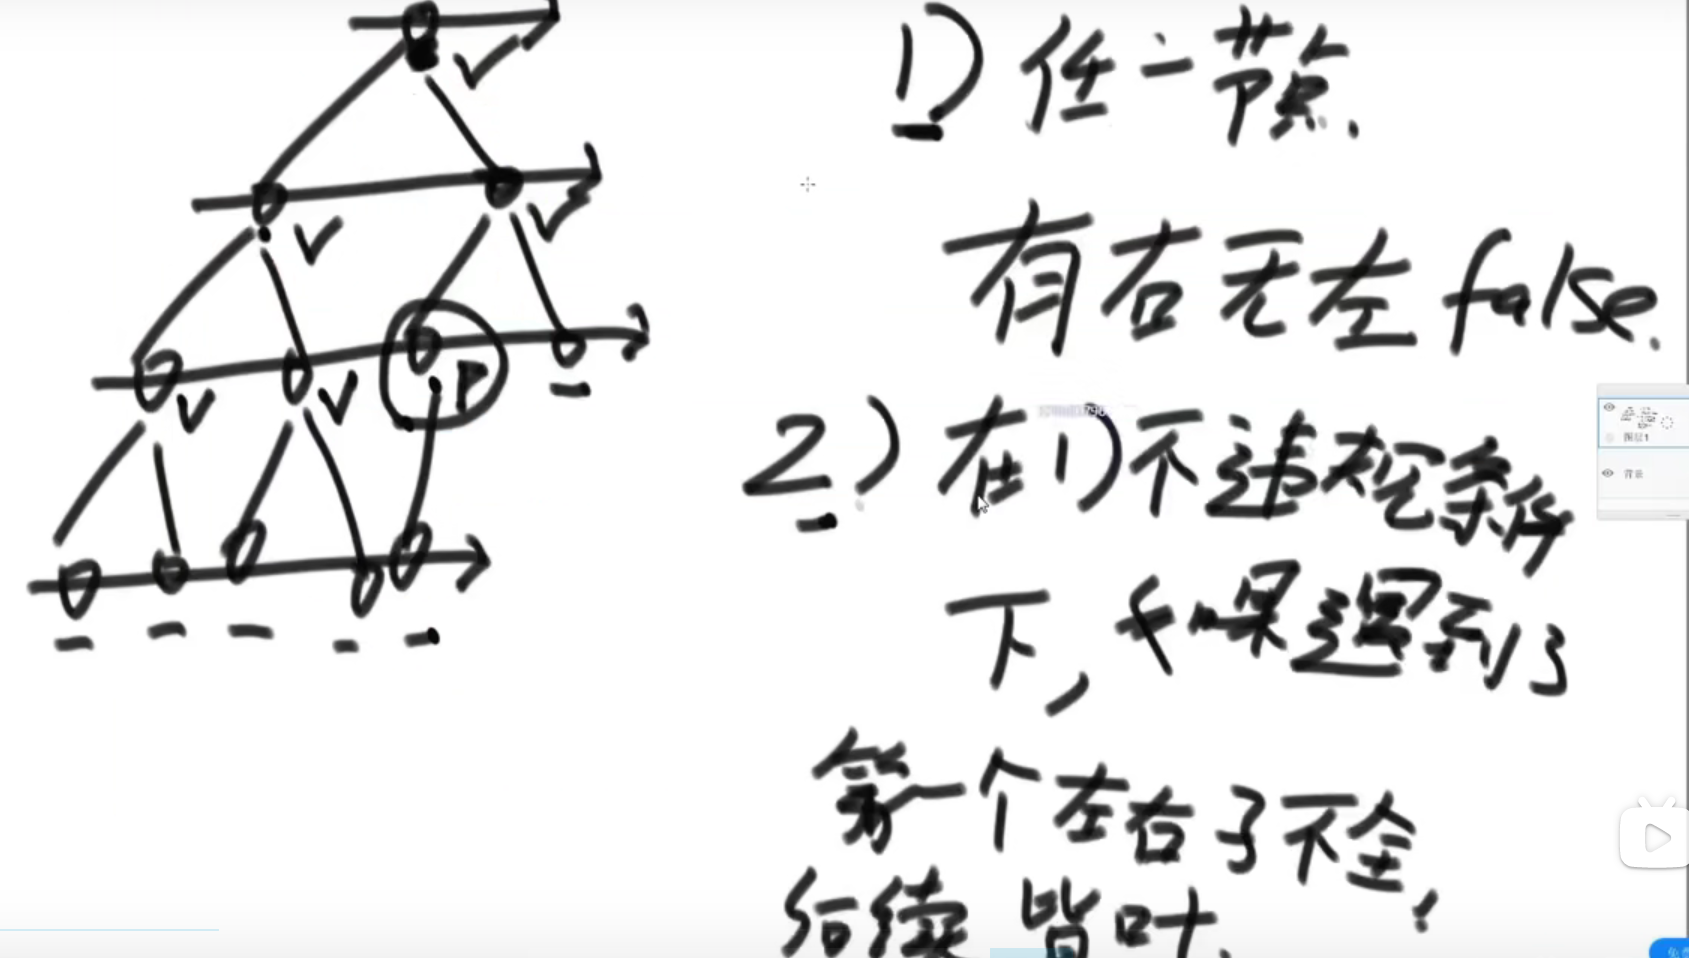 1) 任一节点.
有右无左 false.
2) 在1)不违规条件
下，如果遇到了
第一个左右子不全,
后续皆叶.
P
图层1
背景